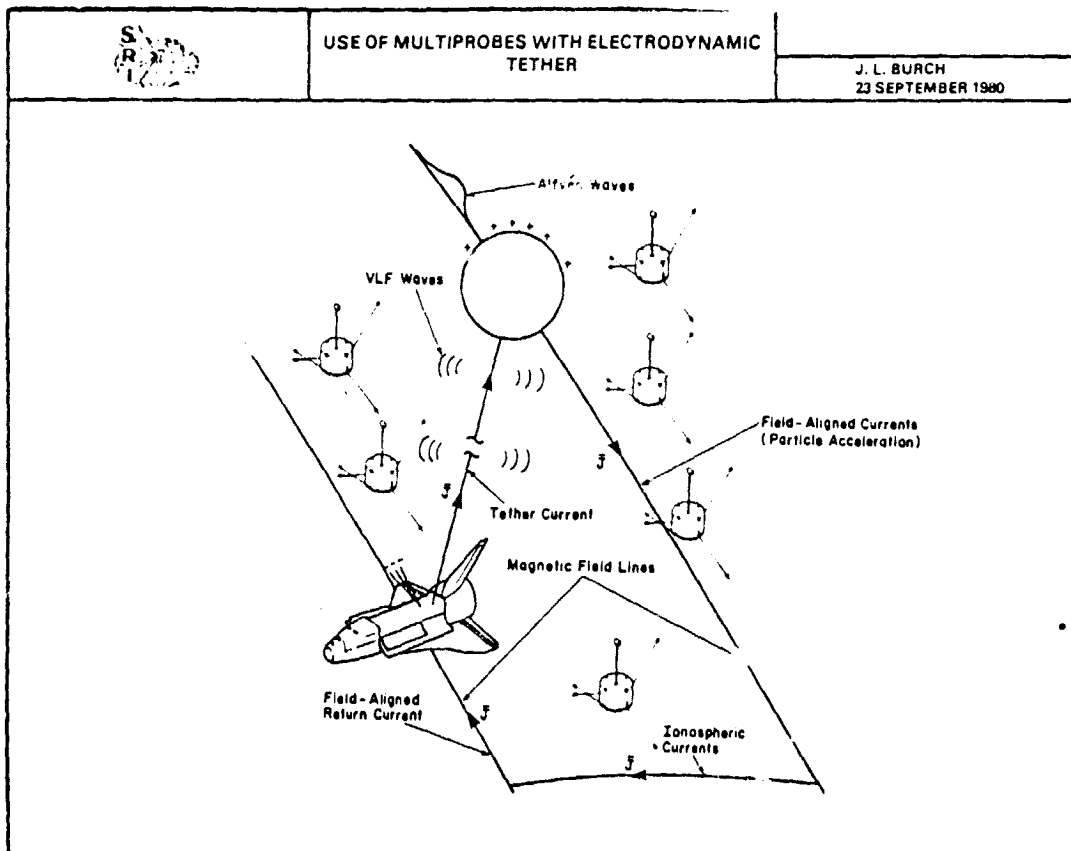 S
R
I
USE OF MULTIPROBES WITH ELECTRODYNAMIC
TETHER
J. L. BURCH
23 SEPTEMBER 1980
Alfvén Waves
VLF Waves
Field-Aligned Currents
(Particle Acceleration)
J
Tether Current
J
Magnetic Field Lines
Field-Aligned
Return Current
J
Ionospheric
Currents
J